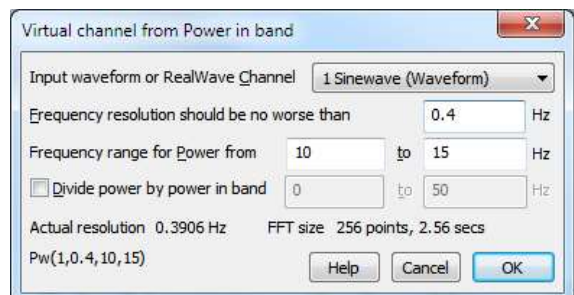 Virtual channel from Power in band
Input waveform or RealWave Channel 1 Sinewave (Waveform)
Frequency resolution should be no worse than 0.4 Hz
Frequency range for Power from 10 to 15 Hz
Divide power by power in band 0 to 50 Hz
Actual resolution 0.3906 Hz FFT size 256 points, 2.56 secs
Pw(1,0.4,10,15)
Help Cancel OK